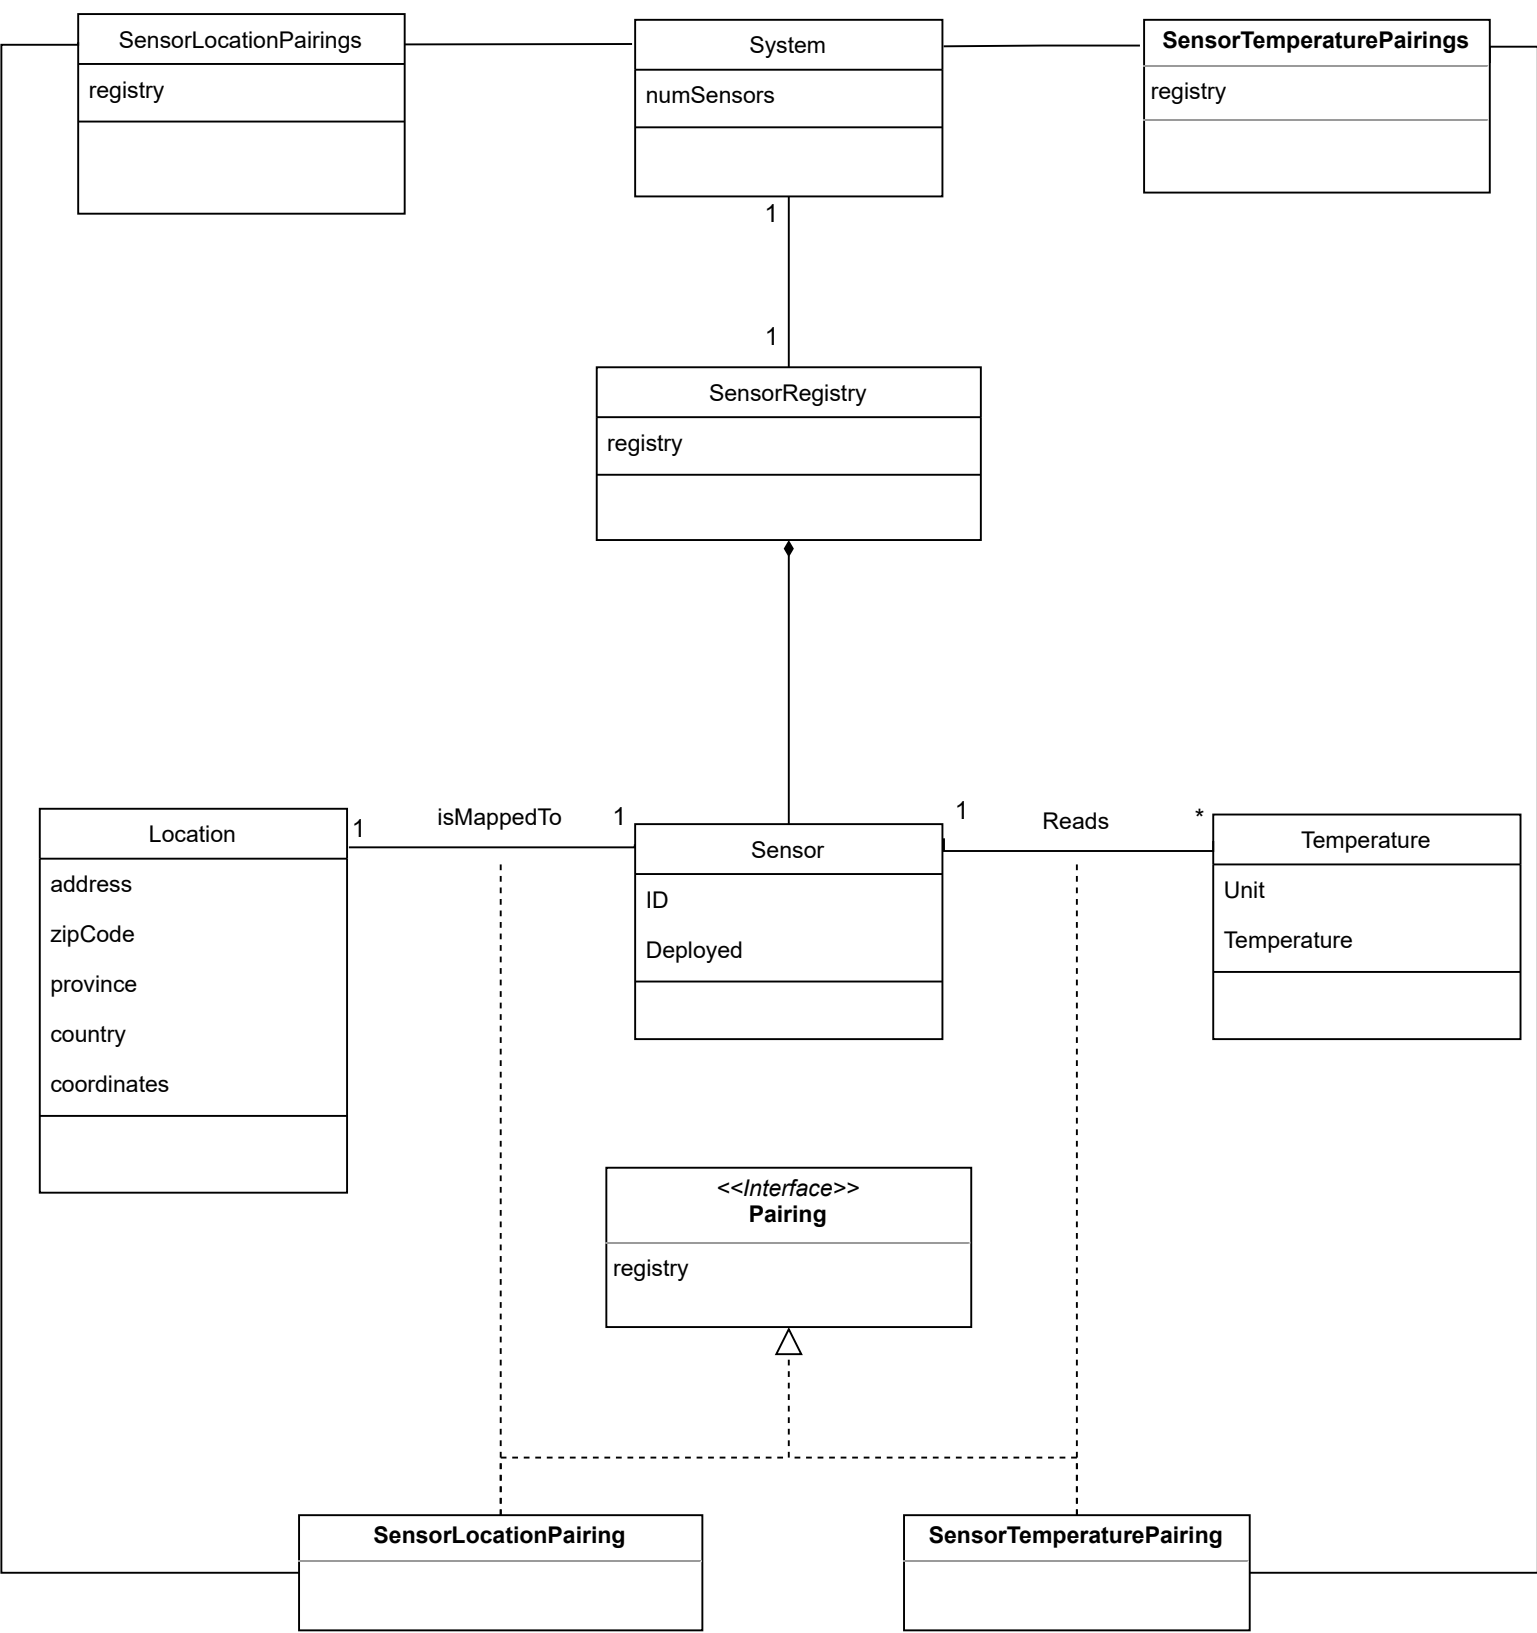 SensorLocationPairings
registry
System
numSensors
SensorTemperaturePairings
registry
1
1
SensorRegistry
registry
Location
address
zipCode
province
country
coordinates
1
isMappedTo
1
Sensor
ID
Deployed
1
Reads
*
Temperature
Unit
Temperature
<<Interface>>
Pairing
registry
SensorLocationPairing
SensorTemperaturePairing